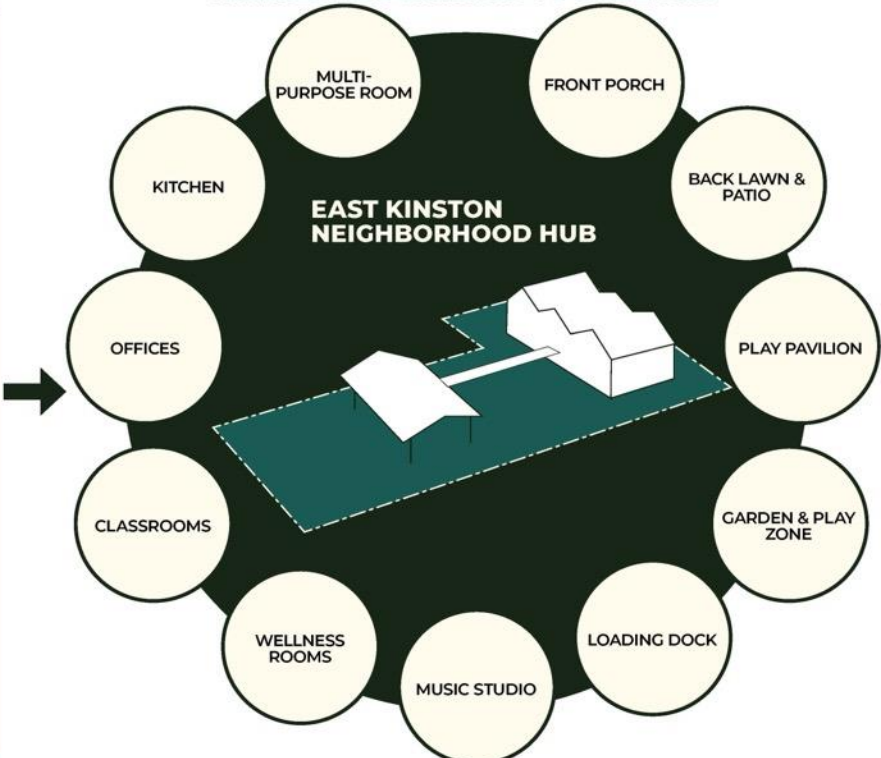 MULTI-
PURPOSE ROOM
FRONT PORCH
KITCHEN
BACK LAWN &
PATIO
EAST KINSTON
NEIGHBORHOOD HUB
OFFICES
PLAY PAVILION
CLASSROOMS
GARDEN & PLAY
ZONE
WELLNESS
ROOMS
LOADING DOCK
MUSIC STUDIO